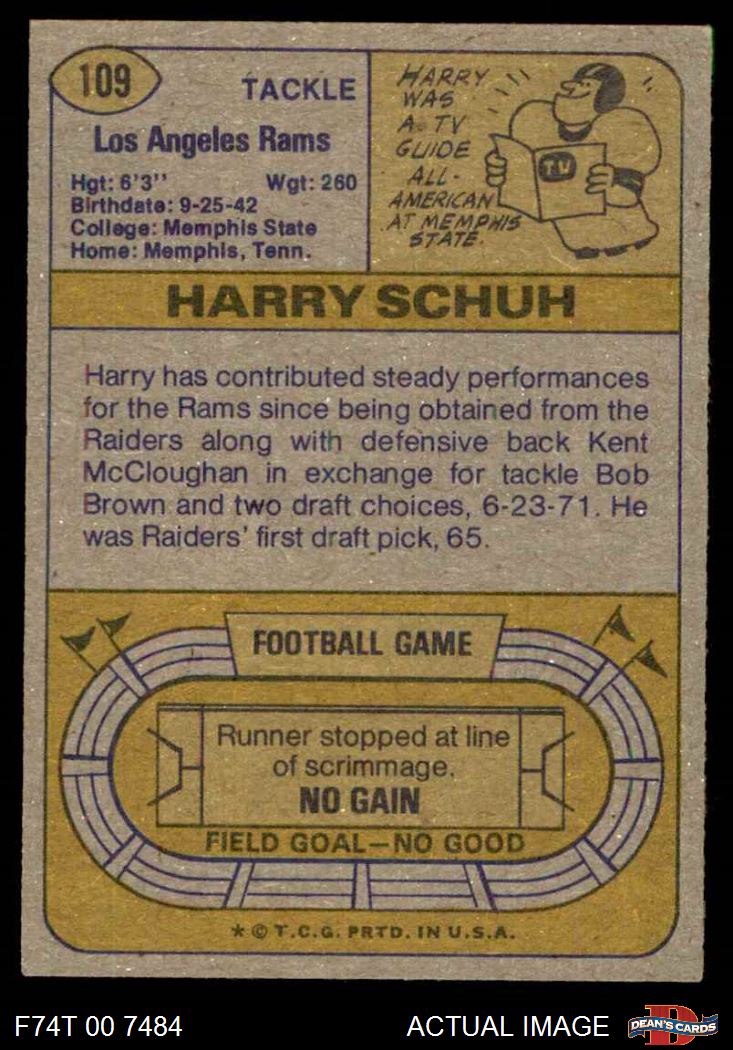 109
TACKLE
Los Angeles Rams
Hgt: 6'3'' Wgt: 260
Birthdate: 9-25-42
College: Memphis State
Home: Memphis, Tenn.
HARRY
WAS
A TV
GUIDE
ALL-
AMERICAN
AT MEMPHIS
STATE.
TV
HARRY SCHUH
Harry has contributed steady performances
for the Rams since being obtained from the
Raiders along with defensive back Kent
McCloughan in exchange for tackle Bob
Brown and two draft choices, 6-23-71. He
was Raiders' first draft pick, 65.
FOOTBALL GAME
Runner stopped at line
of scrimmage.
NO GAIN
FIELD GOAL—NO GOOD
* © T.C.G. PRTD. IN U.S.A.
F74T 00 7484
ACTUAL IMAGE
D
DEAN'S CARDS